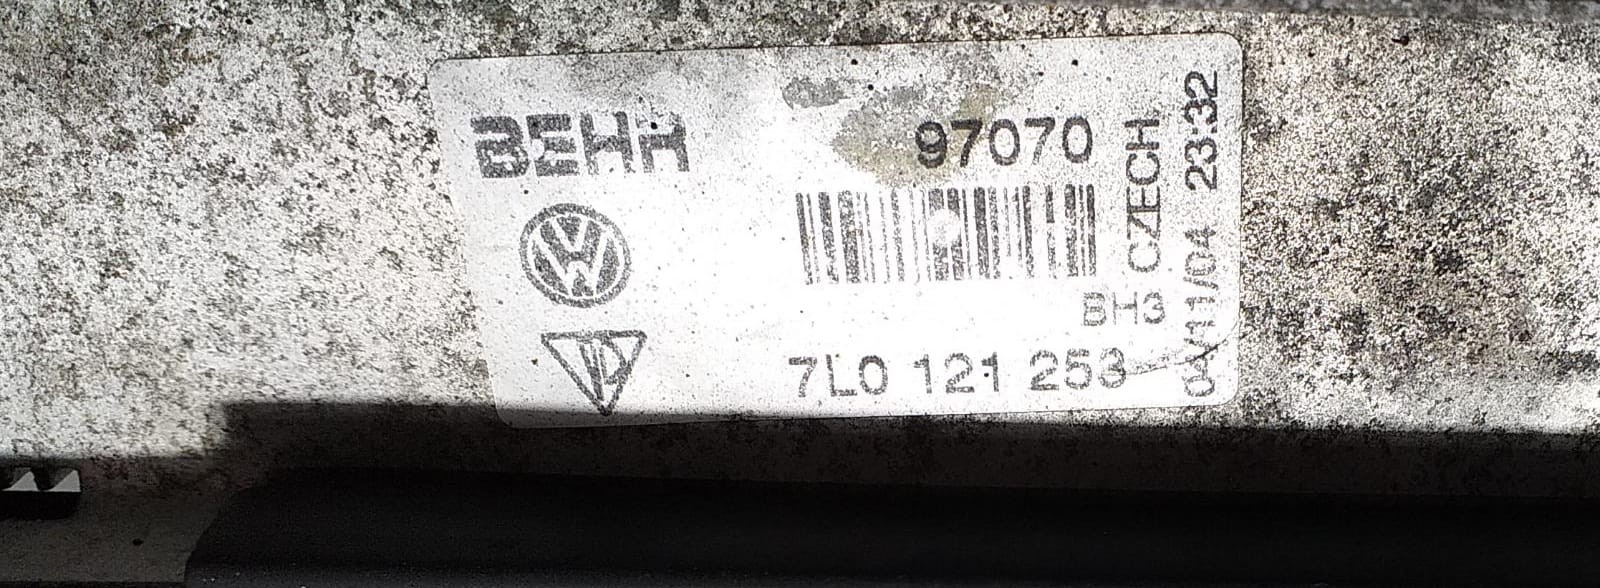 BEHR
97070
BH3
7L0 121 253
CZECH
04/11/04 23:32